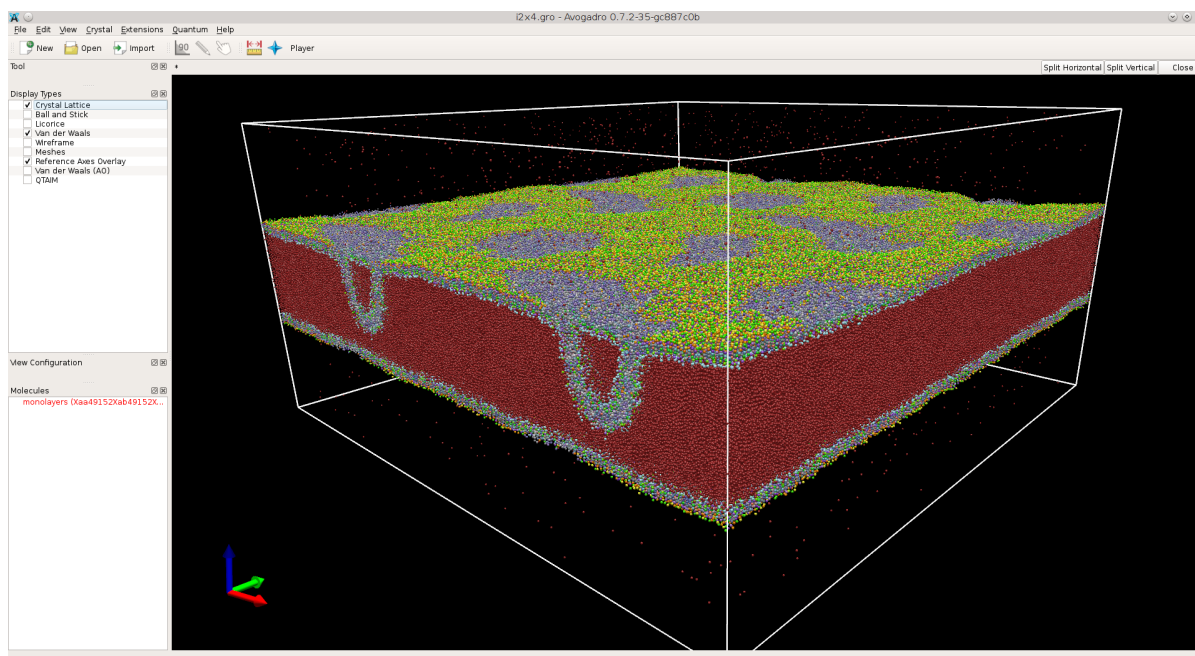 i2x4.gro - Avogadro 0.7.2-35-gc887c0b
File Edit View Crystal Extensions Quantum Help
New Open Import 90 Player
Tool
Split Horizontal Split Vertical Close
Display Types
Crystal Lattice
Ball and Stick
Licorice
Van der Waals
Wireframe
Meshes
Reference Axes Overlay
Van der Waals (AO)
QTAIM
View Configuration
Molecules
monolayers (Xaa49152Xab49152X...